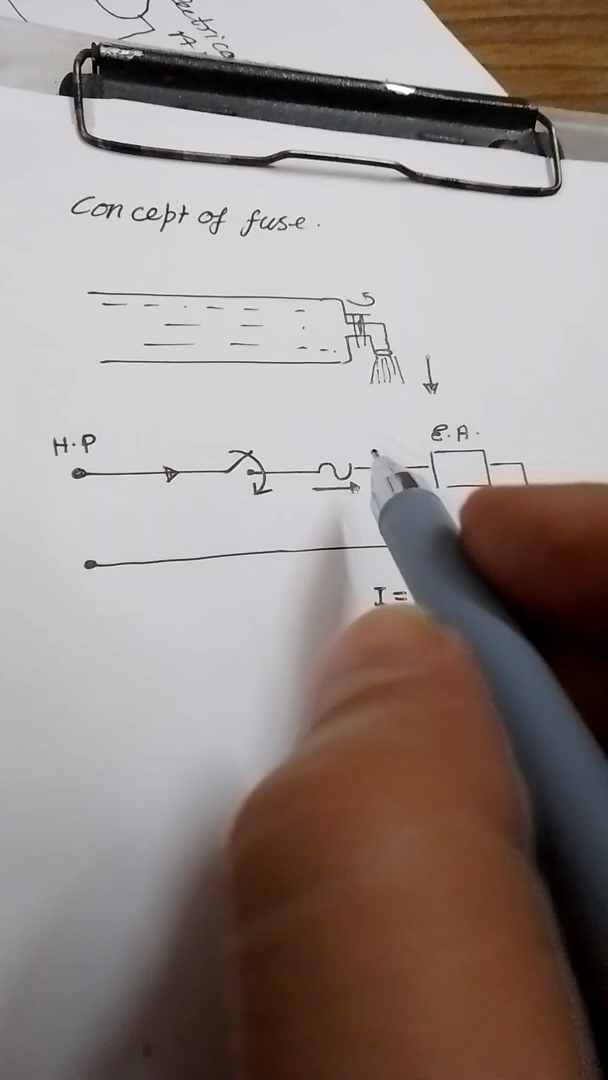 Concept of fuse.
H.P
E.A.
I =